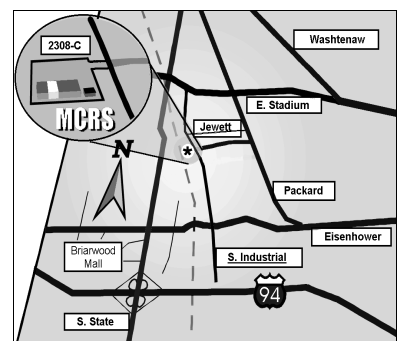 2308-C
MCRS
Washtenaw
E. Stadium
Jewett
*
N
Packard
Eisenhower
Briarwood
Mall
S. Industrial
94
S. State